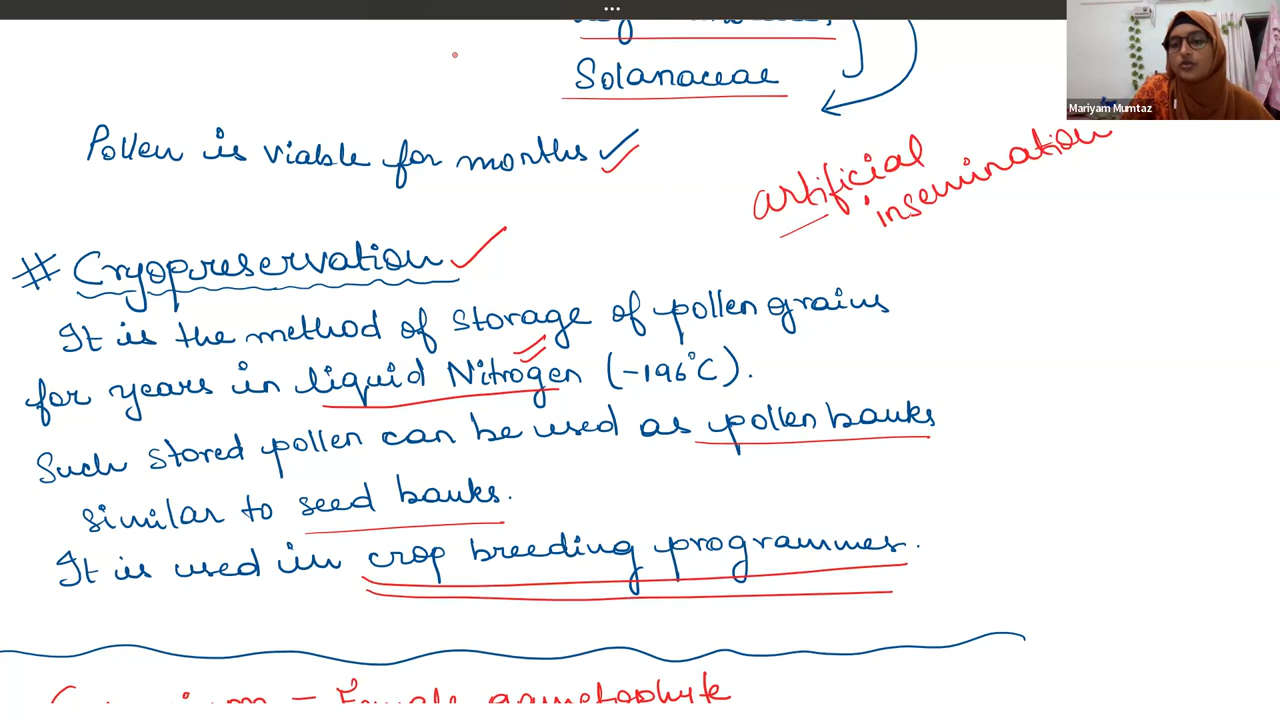 Solanaceae
Mariyam Mumtaz
Pollen is viable for months
artificial
insemination
# Cryopreservation
It is the method of storage of pollen grains
for years in liquid Nitrogen (-196°C).
Such stored pollen can be used as pollen banks
similar to seed banks.
It is used in crop breeding programmes.
- Female gametophyte